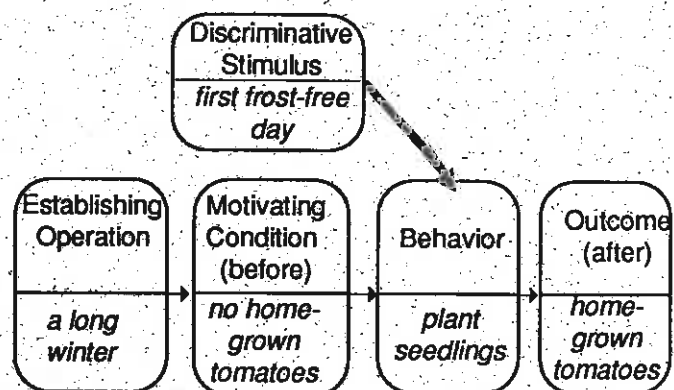 Discriminative
Stimulus
first frost-free
day
Establishing
Operation
a long
winter
Motivating
Condition
(before)
no home-
grown
tomatoes
Behavior
plant
seedlings
Outcome
(after)
home-
grown
tomatoes